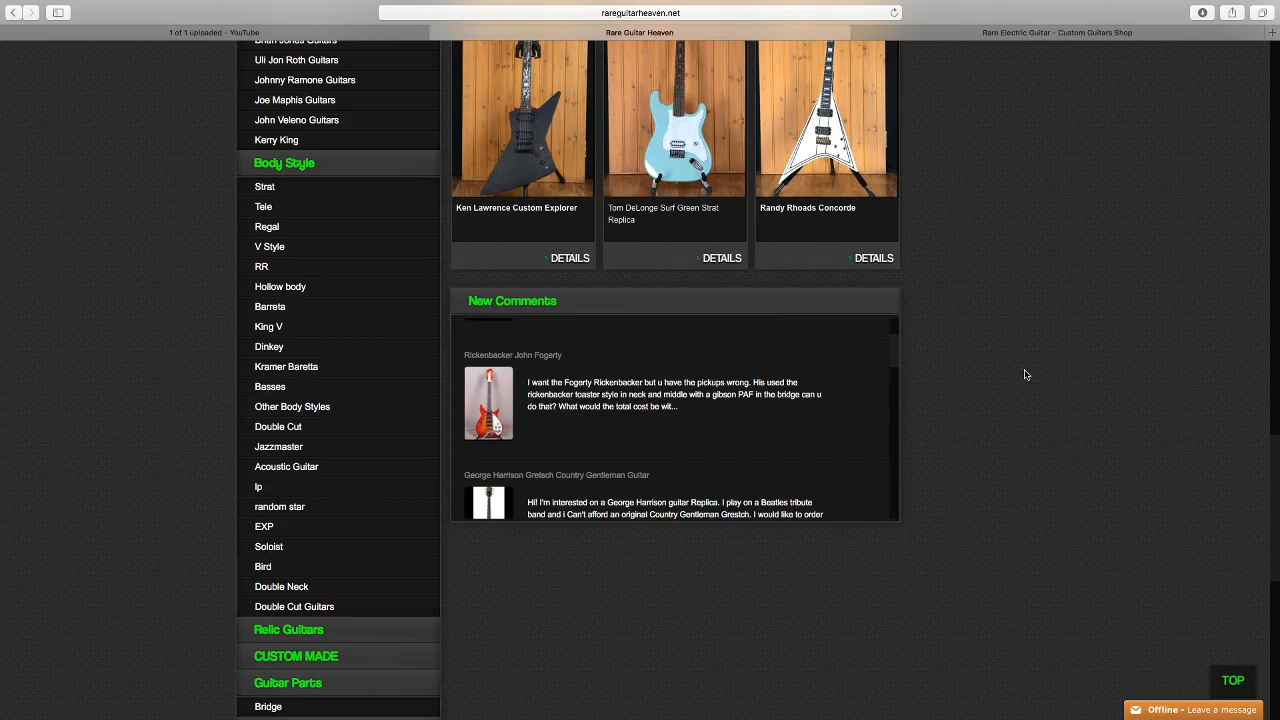 rareguitarheaven.net
1 of 1 uploaded - YouTube
Rare Guitar Heaven
Rare Electric Guitar - Custom Guitars Shop
Brian Jones Guitars
Uli Jon Roth Guitars
Johnny Ramone Guitars
Joe Maphis Guitars
John Veleno Guitars
Kerry King
Body Style
Strat
Tele
Regal
V Style
RR
Hollow body
Barreta
King V
Dinkey
Kramer Baretta
Basses
Other Body Styles
Double Cut
Jazzmaster
Acoustic Guitar
lp
random star
EXP
Soloist
Bird
Double Neck
Double Cut Guitars
Relic Guitars
CUSTOM MADE
Guitar Parts
Bridge
Ken Lawrence Custom Explorer
DETAILS
Tom DeLonge Surf Green Strat
Replica
DETAILS
Randy Rhoads Concorde
DETAILS
New Comments
Rickenbacker John Fogerty
I want the Fogerty Rickenbacker but u have the pickups wrong. His used the
rickenbacker toaster style in neck and middle with a gibson PAF in the bridge can u
do that? What would the total cost be wit...
George Harrison Gretsch Country Gentleman Guitar
Hi! I'm interested on a George Harrison guitar Replica. I play on a Beatles tribute
band and i Can't afford an original Country Gentleman Grestch. I would like to order
TOP
Offline - Leave a message